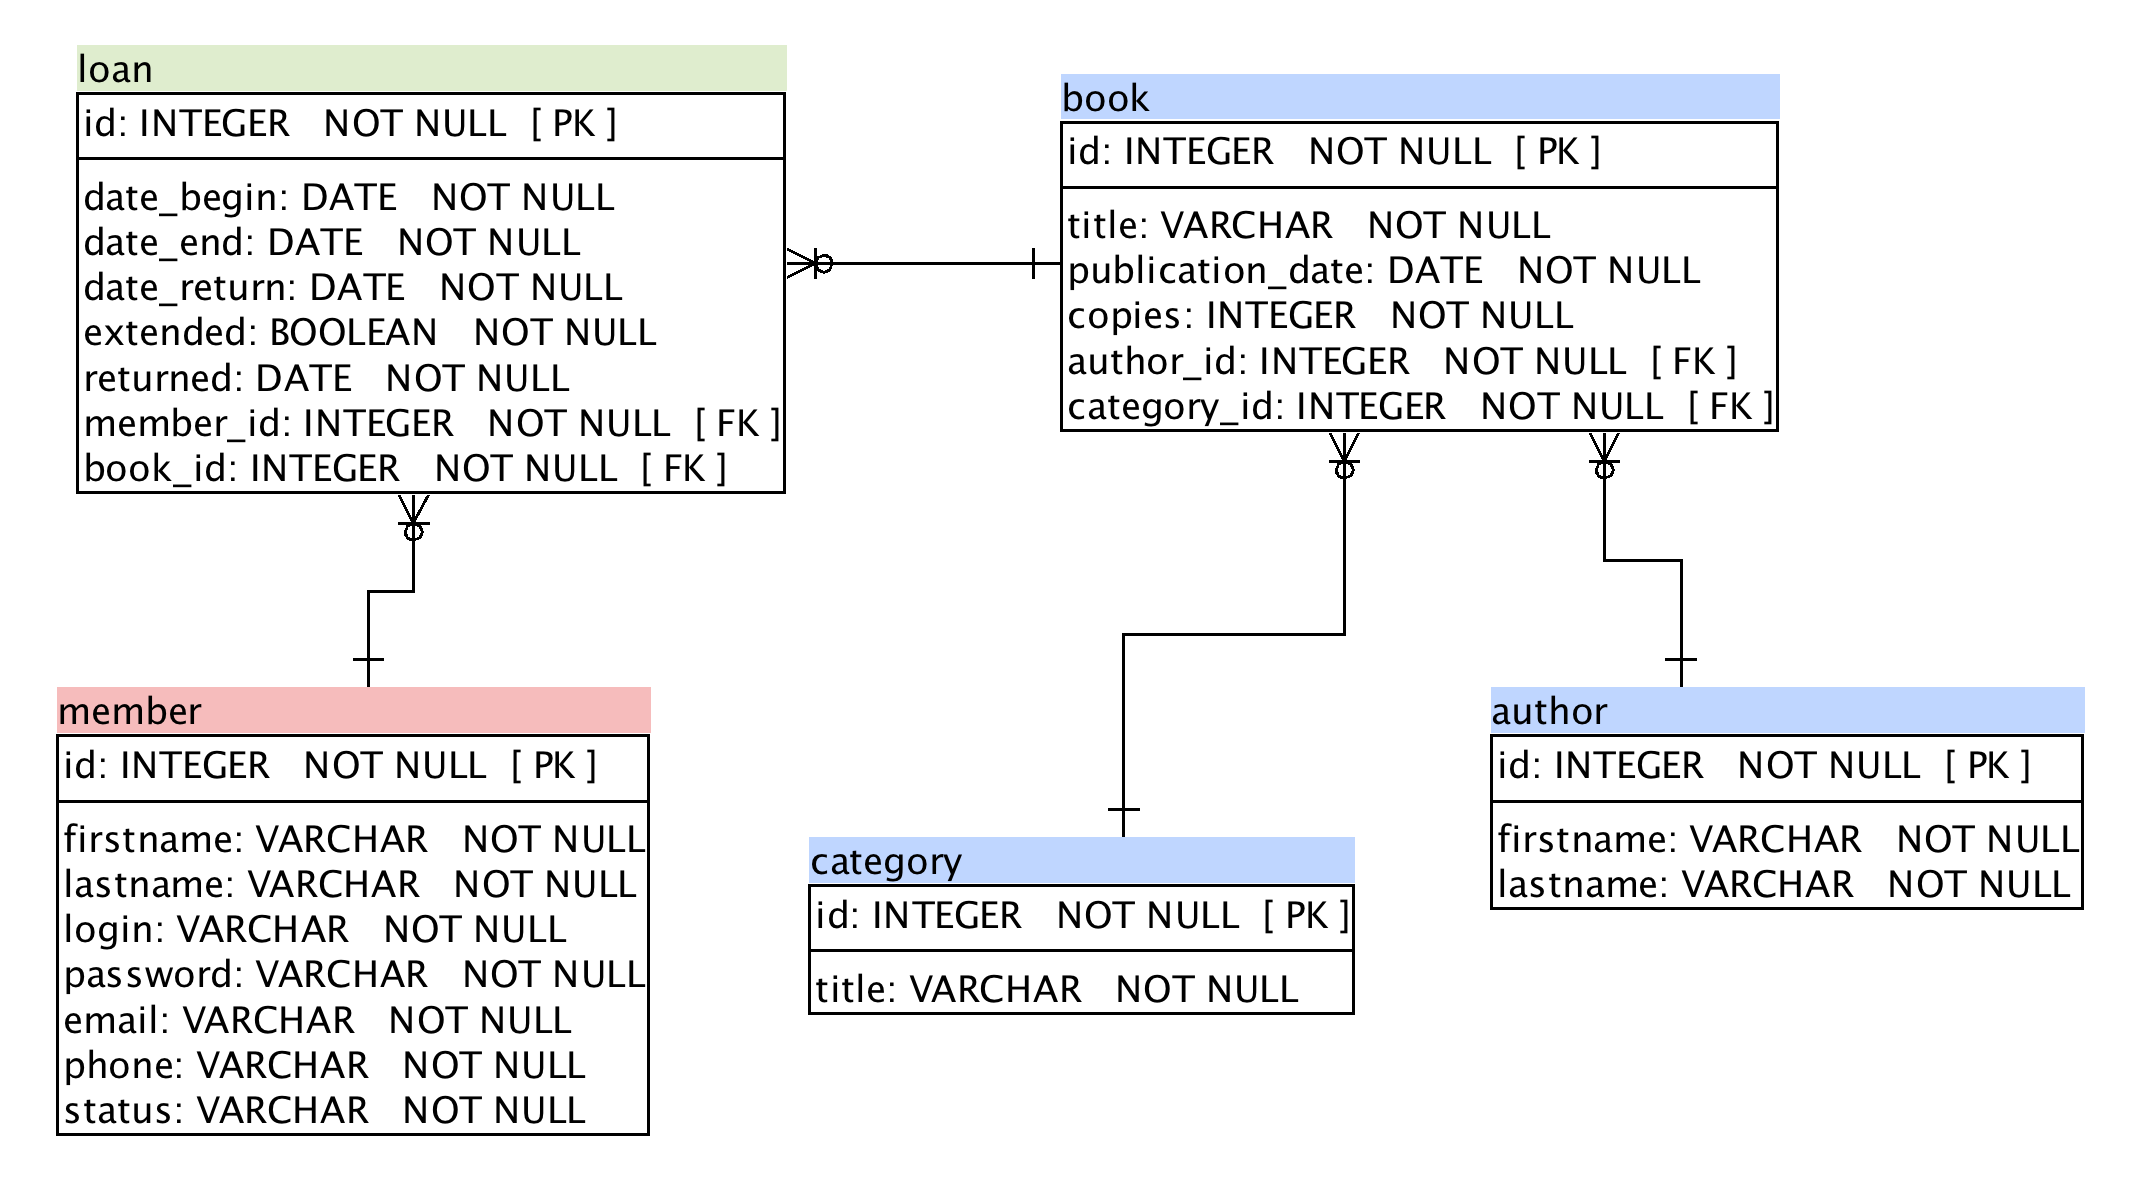 loan
id: INTEGER NOT NULL [ PK ]
date_begin: DATE NOT NULL
date_end: DATE NOT NULL
date_return: DATE NOT NULL
extended: BOOLEAN NOT NULL
returned: DATE NOT NULL
member_id: INTEGER NOT NULL [ FK ]
book_id: INTEGER NOT NULL [ FK ]
book
id: INTEGER NOT NULL [ PK ]
title: VARCHAR NOT NULL
publication_date: DATE NOT NULL
copies: INTEGER NOT NULL
author_id: INTEGER NOT NULL [ FK ]
category_id: INTEGER NOT NULL [ FK ]
member
id: INTEGER NOT NULL [ PK ]
firstname: VARCHAR NOT NULL
lastname: VARCHAR NOT NULL
login: VARCHAR NOT NULL
password: VARCHAR NOT NULL
email: VARCHAR NOT NULL
phone: VARCHAR NOT NULL
status: VARCHAR NOT NULL
category
id: INTEGER NOT NULL [ PK ]
title: VARCHAR NOT NULL
author
id: INTEGER NOT NULL [ PK ]
firstname: VARCHAR NOT NULL
lastname: VARCHAR NOT NULL